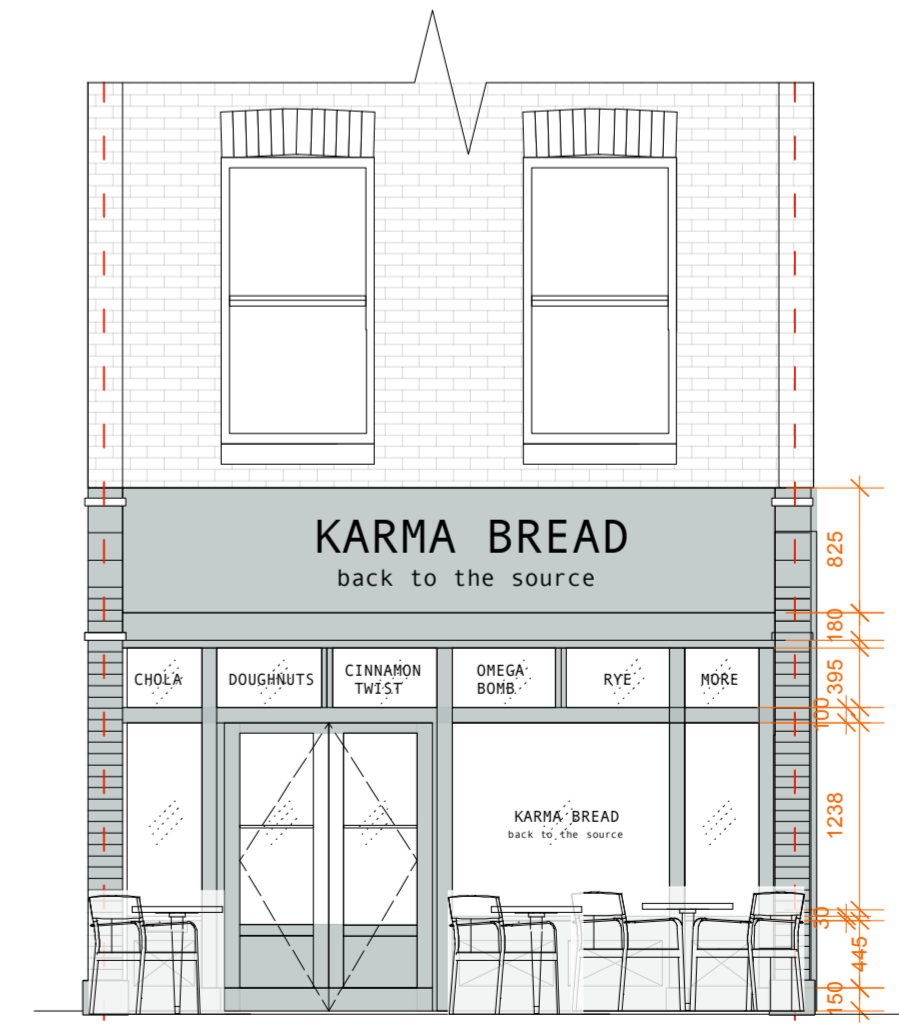 KARMA BREAD
back to the source
825
180
CHOLA
DOUGHNUTS
CINNAMON
TWIST
OMEGA
BOMB
RYE
MORE
395
100
KARMA BREAD
back to the source
1238
30
445
150